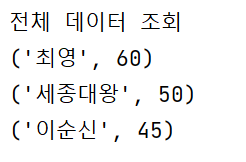 전체 데이터 조회
('최영', 60)
('세종대왕', 50)
('이순신', 45)